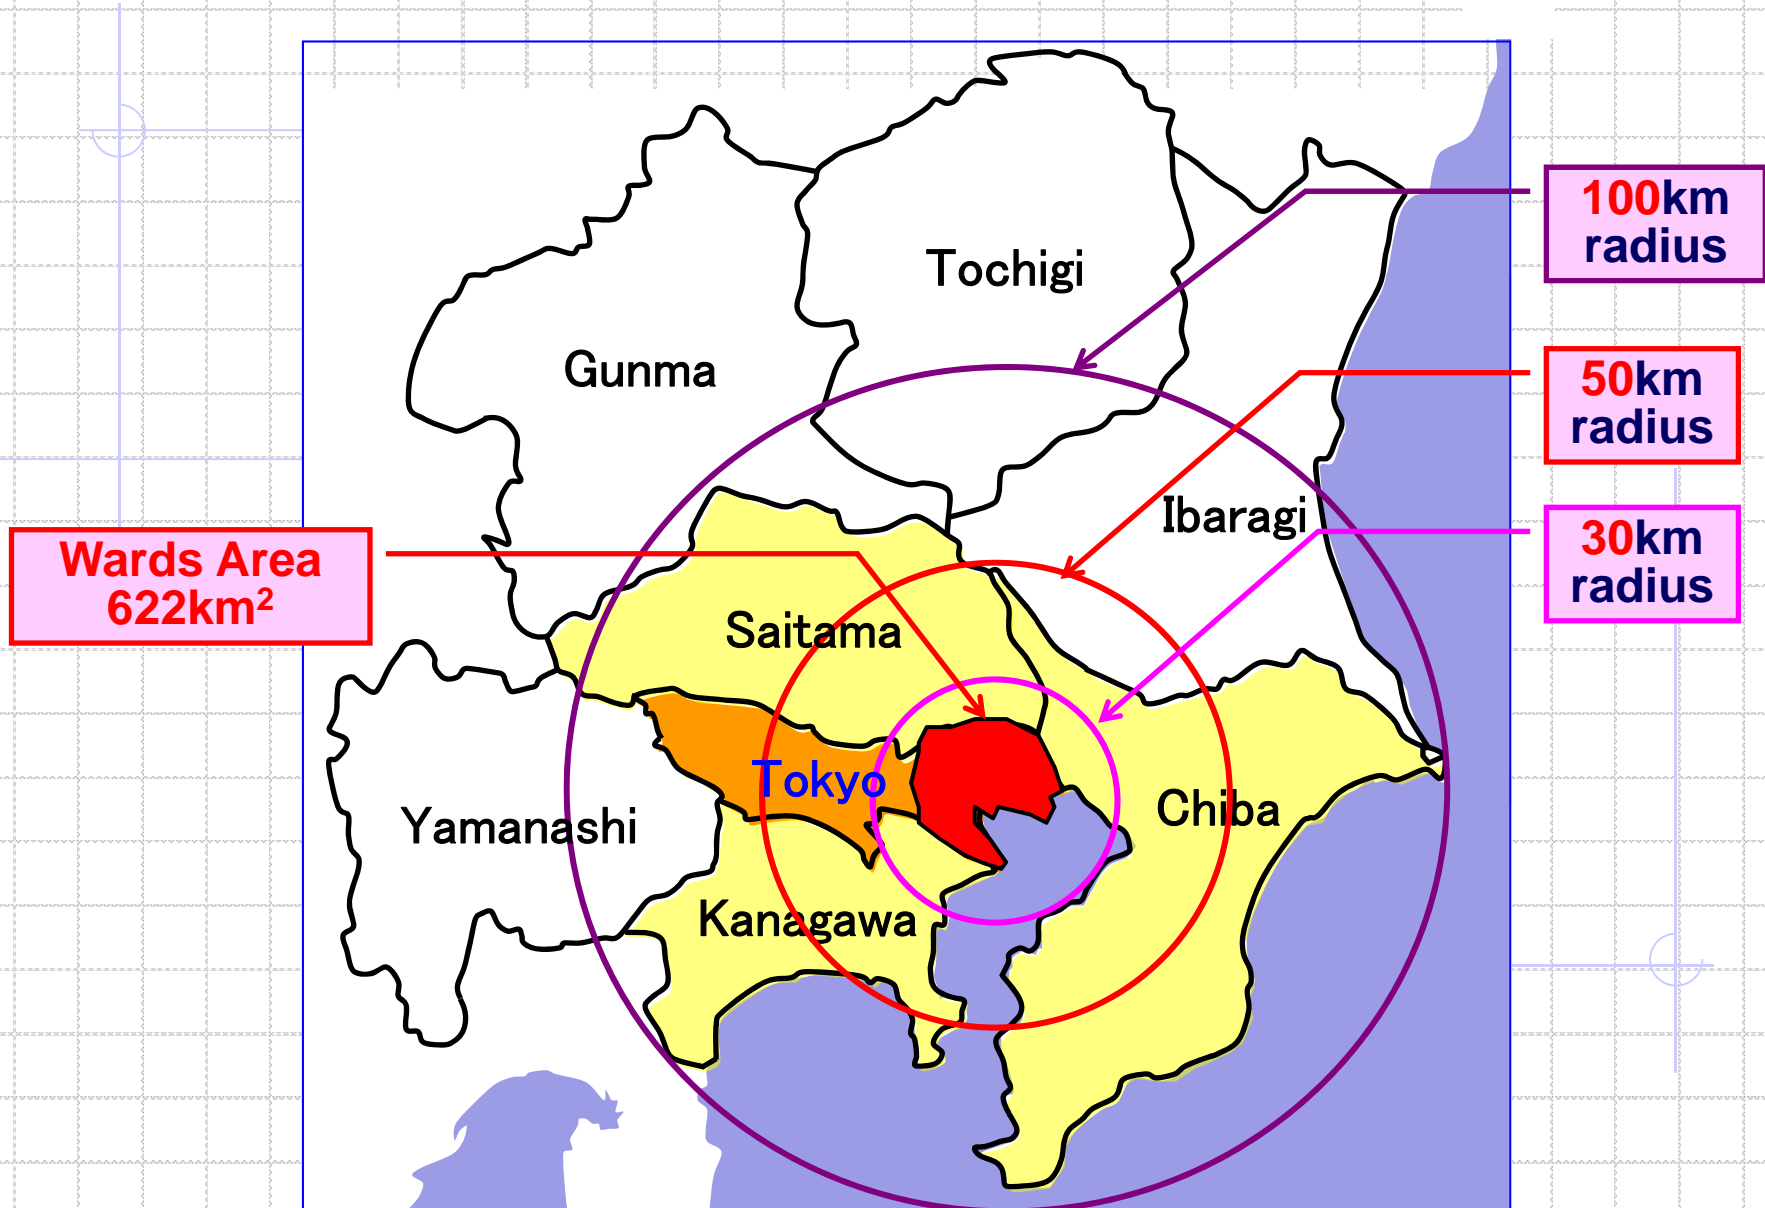 Tochigi
100km
radius
Gunma
50km
radius
Ibaragi
30km
radius
Wards Area
622km²
Saitama
Tokyo
Yamanashi
Chiba
Kanagawa